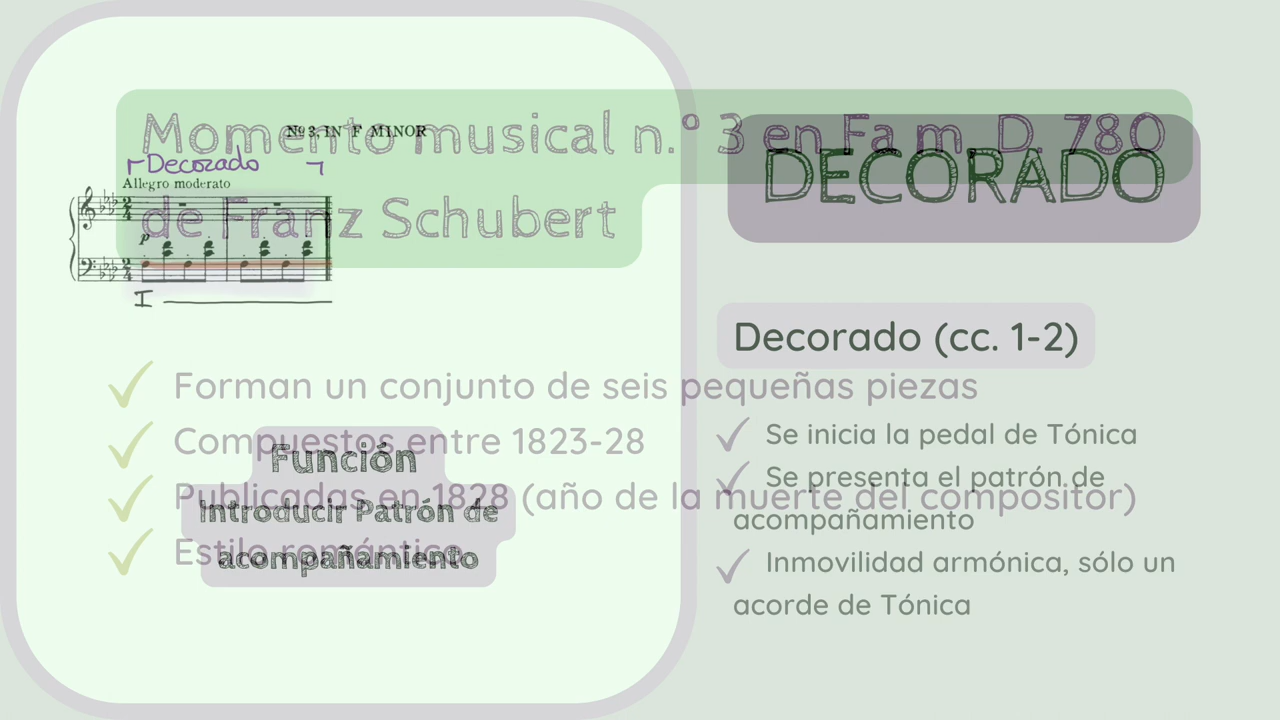 Momento musical n.º 3 en Fa m D. 780
de Franz Schubert
Nº 3, IN F MINOR
Decorado
Allegro moderato
p
I
Forman un conjunto de seis pequeñas piezas
Compuestos entre 1823-28
Publicadas en 1828 (año de la muerte del compositor)
Estilo romántico
Función
Introducir Patrón de
acompañamiento
DECORADO
Decorado (cc. 1-2)
Se inicia la pedal de Tónica
Se presenta el patrón de
acompañamiento
Inmovilidad armónica, sólo un
acorde de Tónica